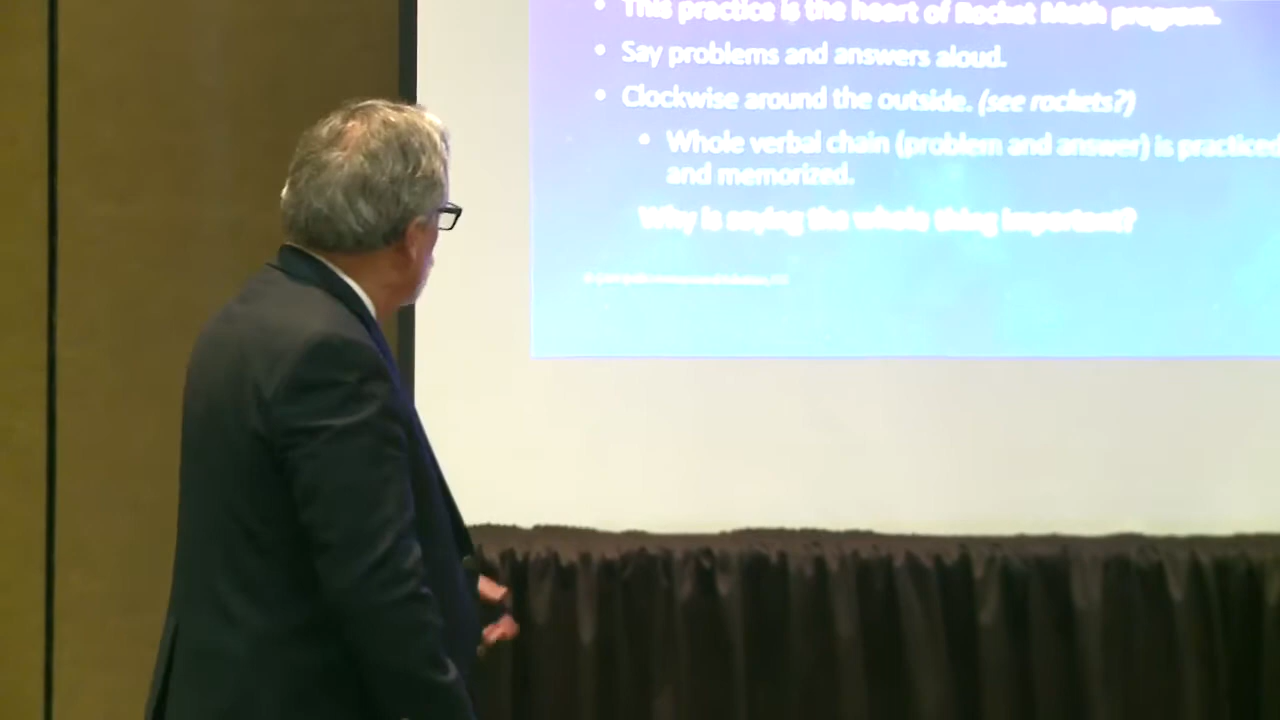 • This practice is the heart of Rocket Math program.
• Say problems and answers aloud.
• Clockwise around the outside. (see rockets?)
• Whole verbal chain (problem and answer) is practiced
and memorized.
Why is saying the whole thing important?